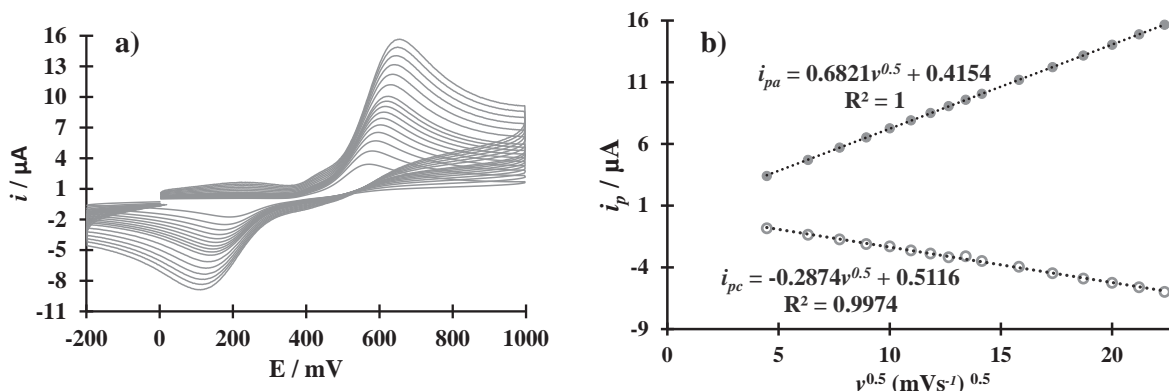 a)
16
13
10
7
4
1
-2
-5
-8
-11
i / µA
-200
0
200
400
600
800
1000
E / mV
b)
16
11
6
1
-4
-9
i_p / µA
i_pa = 0.6821v^0.5 + 0.4154
R² = 1
i_pc = -0.2874v^0.5 + 0.5116
R² = 0.9974
0
5
10
15
20
v^0.5 (mVs^-1)^0.5